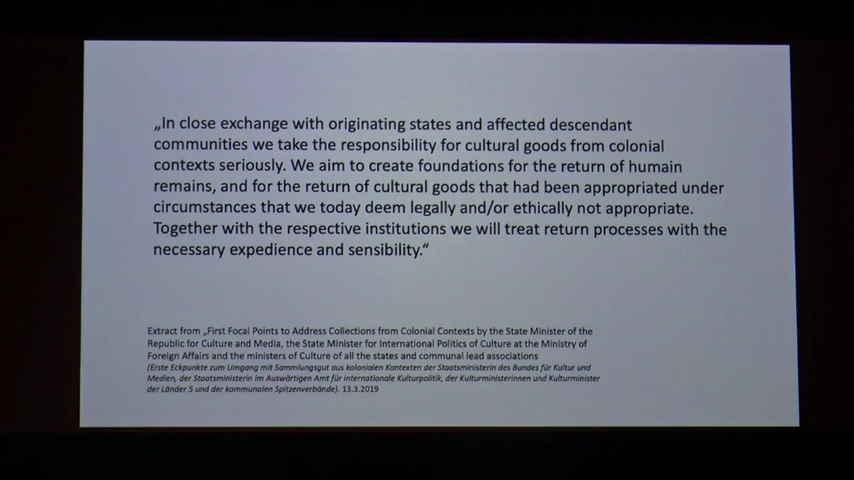 „In close exchange with originating states and affected descendant
communities we take the responsibility for cultural goods from colonial
contexts seriously. We aim to create foundations for the return of humain
remains, and for the return of cultural goods that had been appropriated under
circumstances that we today deem legally and/or ethically not appropriate.
Together with the respective institutions we will treat return processes with the
necessary expedience and sensibility.“
Extract from „First Focal Points to Address Collections from Colonial Contexts by the State Minister of the
Republic for Culture and Media, the State Minister for International Politics of Culture at the Ministry of
Foreign Affairs and the ministers of Culture of all the states and communal lead associations
(Erste Eckpunkte zum Umgang mit Sammlungsgut aus kolonialen Kontexten der Staatsministerin des Bundes für Kultur und
Medien, der Staatsministerin im Auswärtigen Amt für internationale Kulturpolitik, der Kulturministerinnen und Kulturminister
der Länder S und der kommunalen Spitzenverbände). 13.3.2019